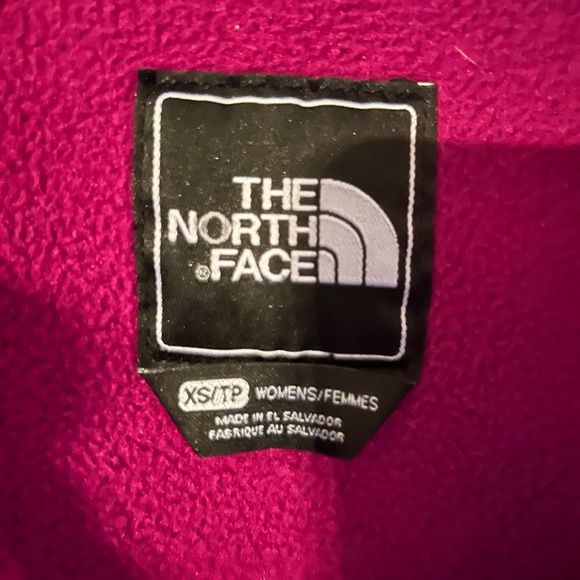 THE
NORTH
®FACE
XS/TP WOMENS/FEMMES
MADE IN EL SALVADOR
FABRIQUE AU SALVADOR